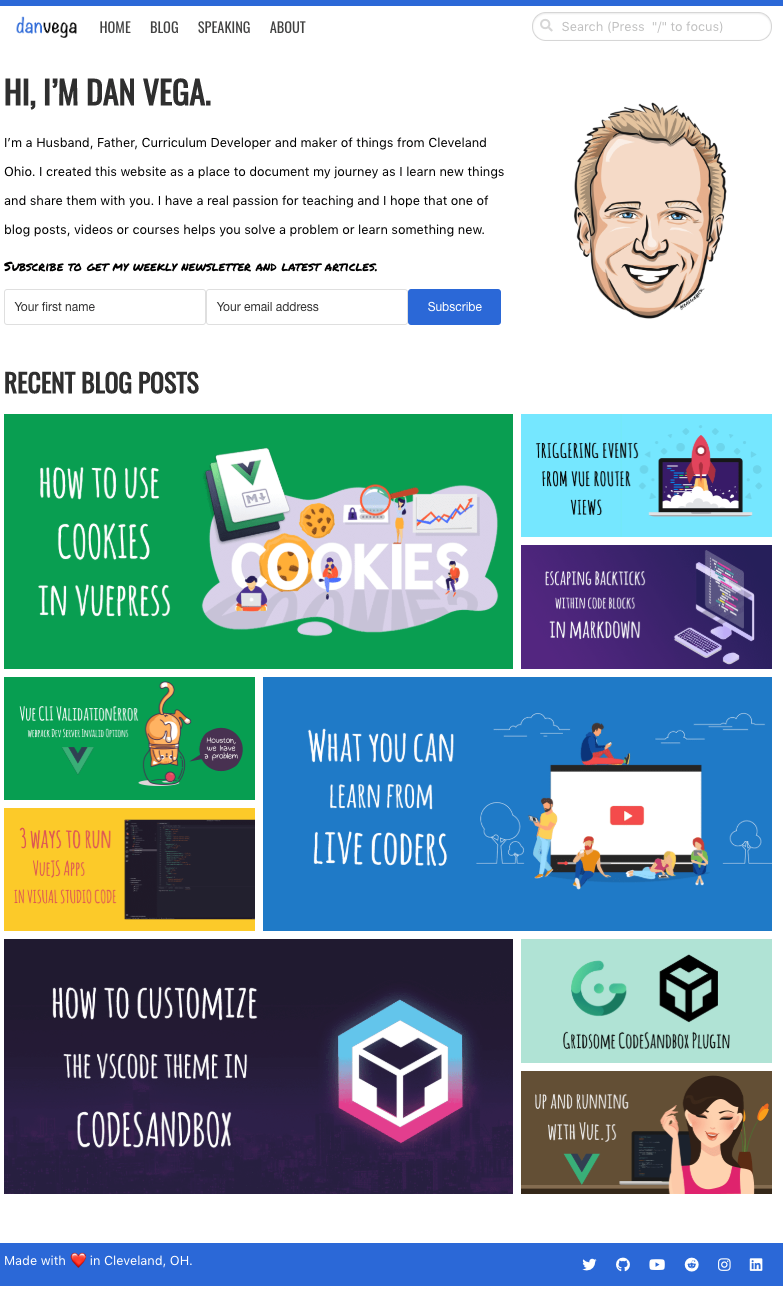 danvega HOME BLOG SPEAKING ABOUT Search (Press "/" to focus)
HI, I'M DAN VEGA.
I'm a Husband, Father, Curriculum Developer and maker of things from Cleveland
Ohio. I created this website as a place to document my journey as I learn new things
and share them with you. I have a real passion for teaching and I hope that one of
blog posts, videos or courses helps you solve a problem or learn something new.
Subscribe to get my weekly newsletter and latest articles.
Your first name Your email address Subscribe
RECENT BLOG POSTS
HOW TO USE
COOKIES
IN VUEPRESS
M
COOKIES
TRIGGERING EVENTS
FROM VUE ROUTER
VIEWS
ESCAPING BACKTICKS
WITHIN CODE BLOCKS
IN MARKDOWN
VUE CLI VALIDATIONERROR
WEBPACK DEV SERVER INVALID OPTIONS
Houston,
we have
a problem
3 WAYS TO RUN
VUEJS APPS
IN VISUAL STUDIO CODE
WHAT YOU CAN
LEARN FROM
LIVE CODERS
HOW TO CUSTOMIZE
THE VSCODE THEME IN
CODESANDBOX
GRIDSOME CODESANDBOX PLUGIN
UP AND RUNNING
WITH VUE.JS
Made with ❤️ in Cleveland, OH.